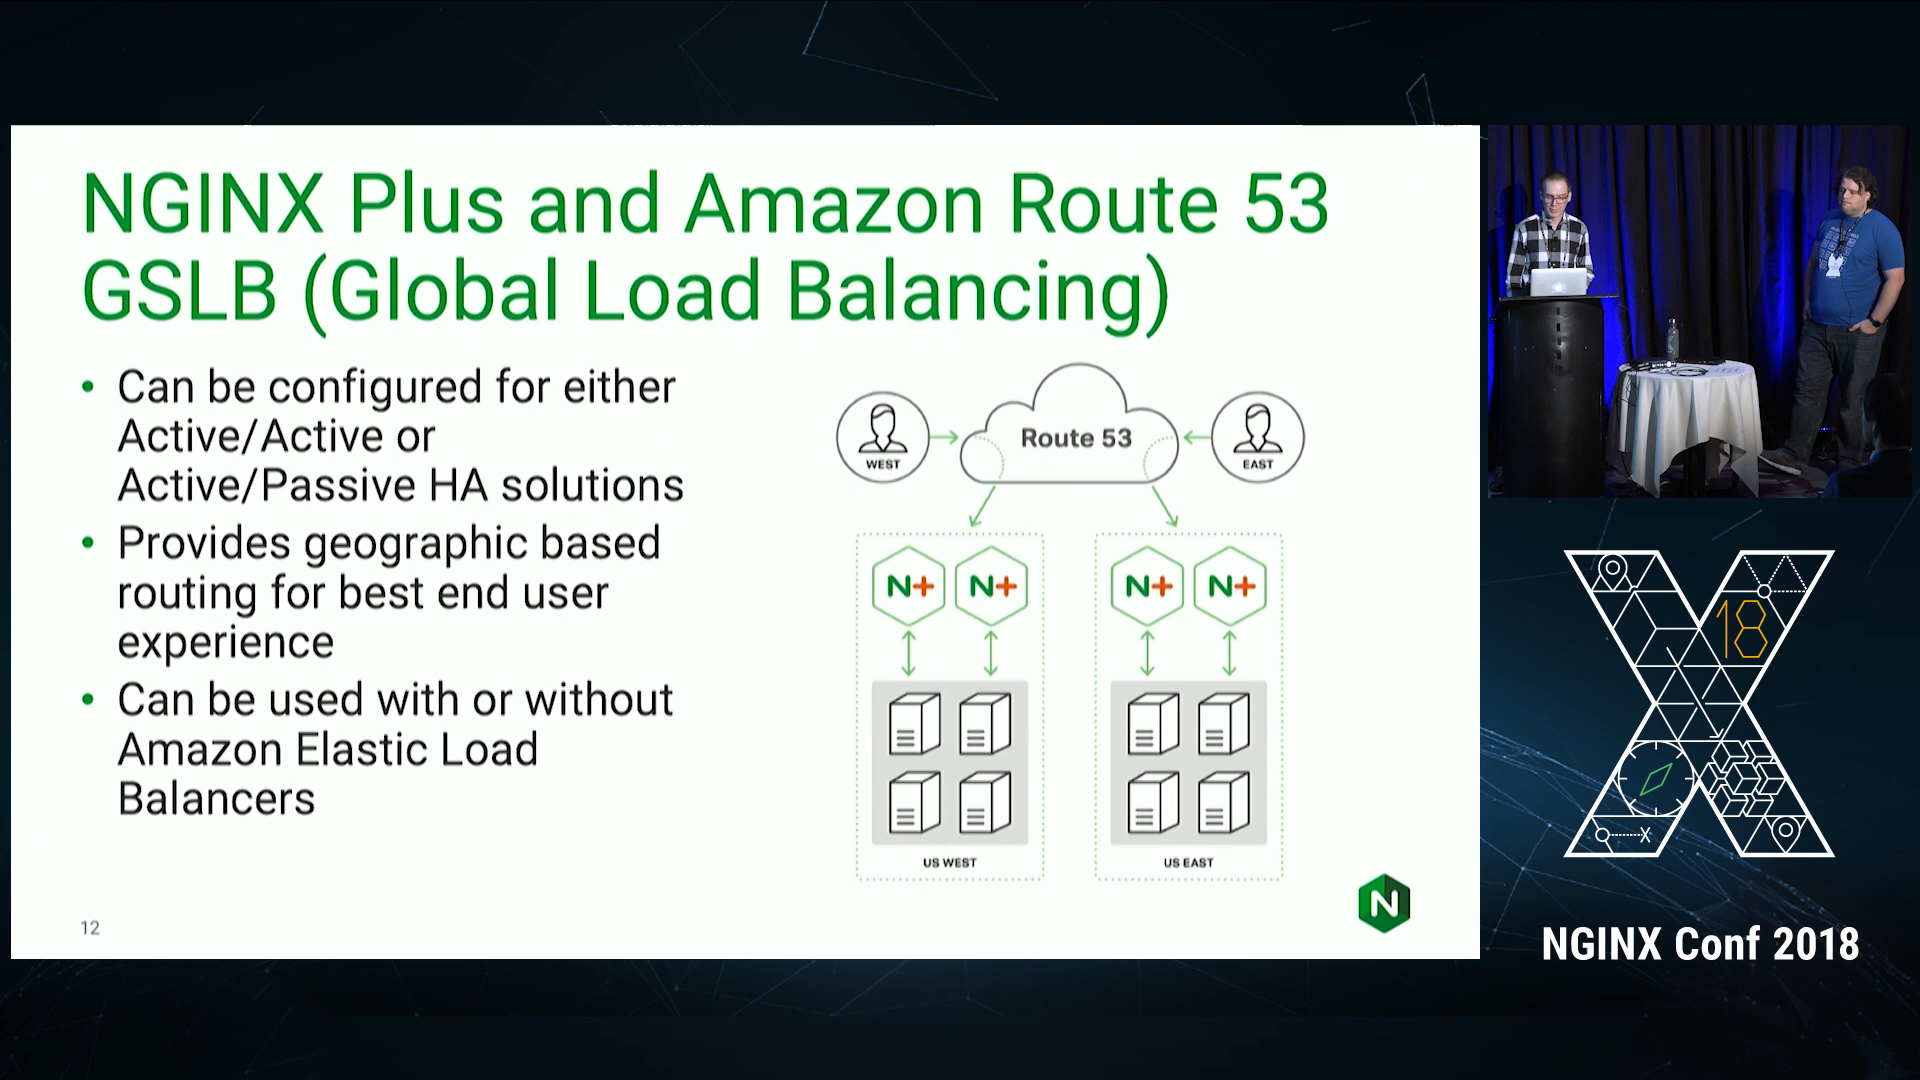 NGINX Plus and Amazon Route 53
GSLB (Global Load Balancing)
• Can be configured for either
Active/Active or
Active/Passive HA solutions
• Provides geographic based
routing for best end user
experience
• Can be used with or without
Amazon Elastic Load
Balancers
WEST
Route 53
EAST
N+ N+ N+ N+
US WEST
US EAST
12
N
18
X
NGINX Conf 2018